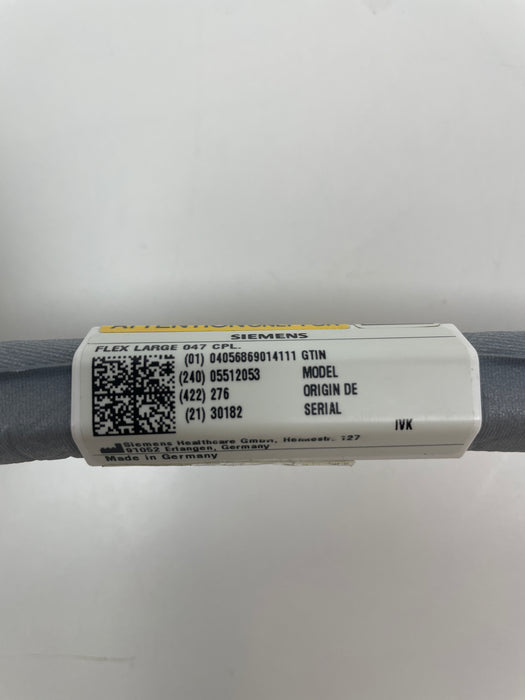 ATTENTION
SIEMENS
FLEX LARGE 047 CPL.
(01) 04056869014111 GTIN
(240) 05512053 MODEL
(422) 276 ORIGIN DE
(21) 30182 SERIAL
IVK
Siemens Healthcare GmbH, Henkestr. 127
91052 Erlangen, Germany
Made in Germany